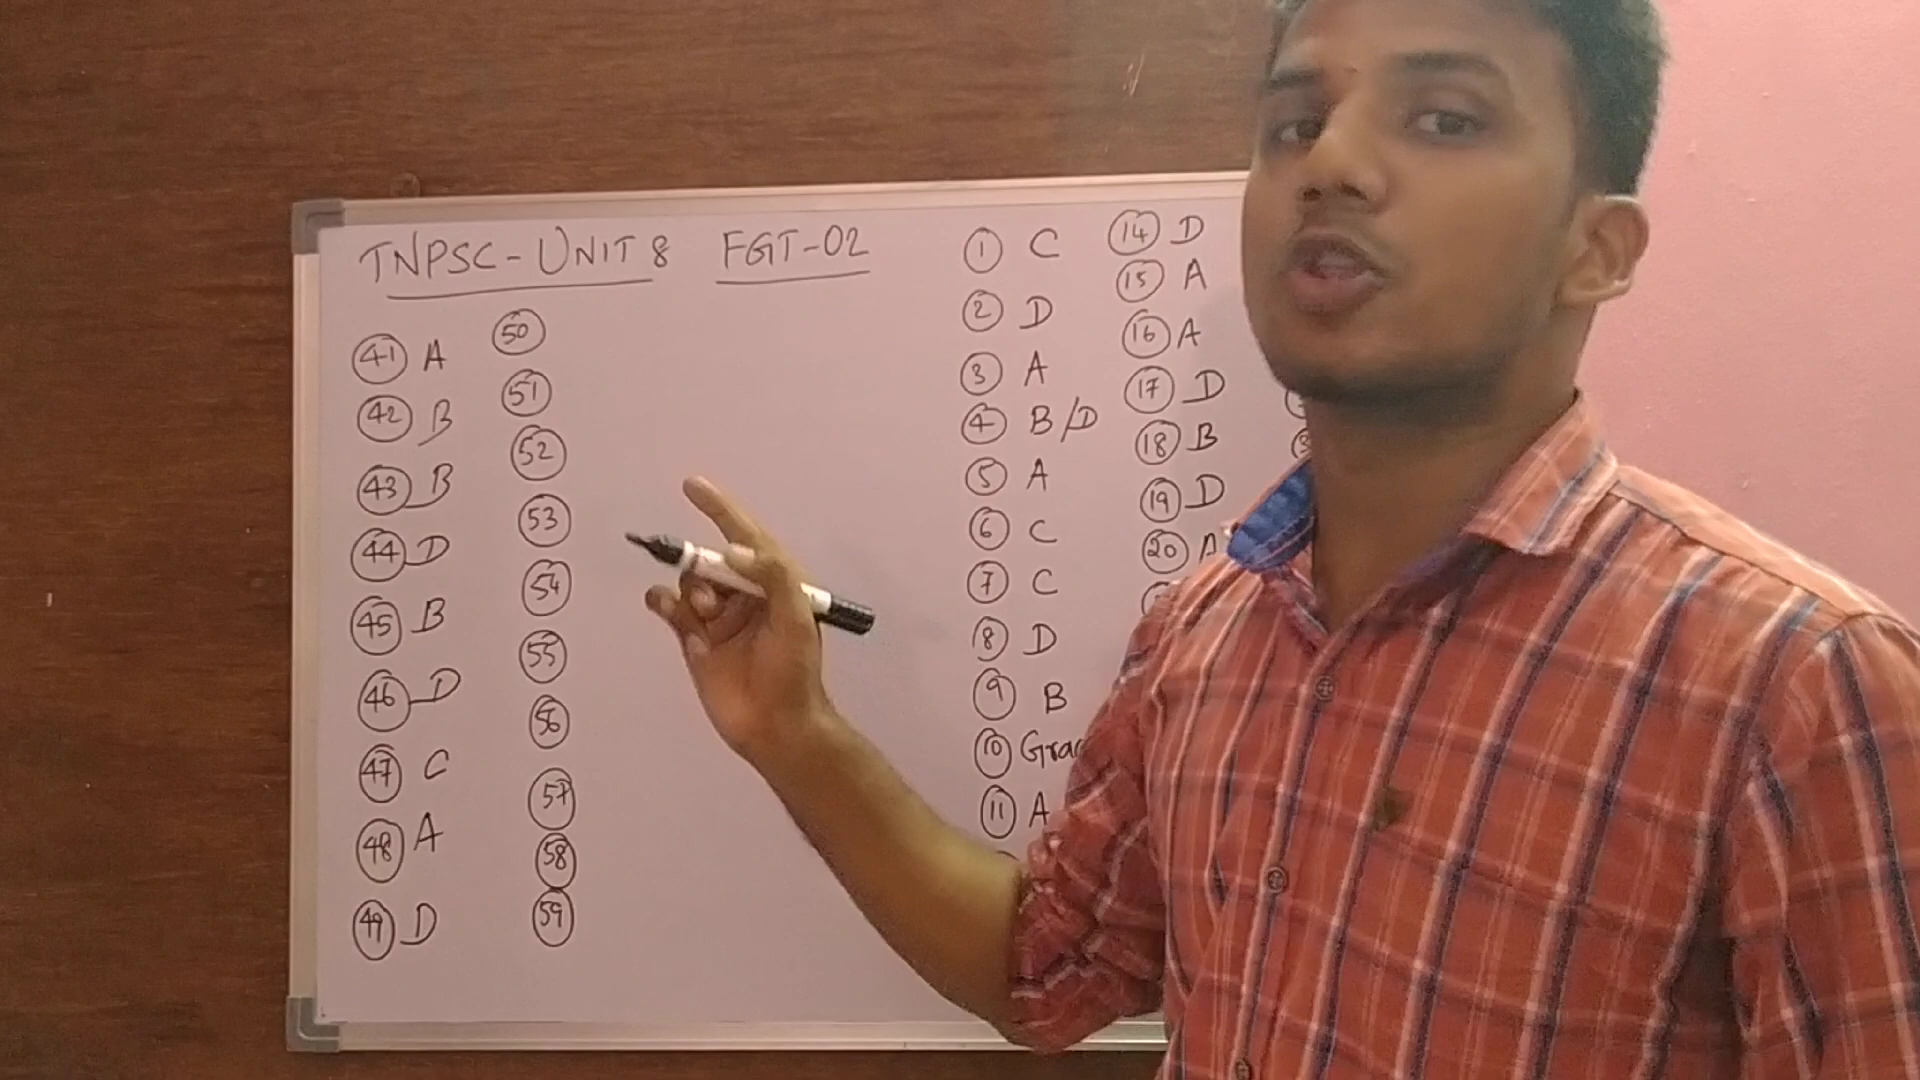 TNPSC - UNIT 8 FGT-02
41 A
42 B
43 B
44 D
45 B
46 D
47 C
48 A
49 D
50
51
52
53
54
55
56
57
58
59
1 C
2 D
3 A
4 B/D
5 A
6 C
7 C
8 D
9 B
10
11 A
14 D
15 A
16 A
17 D
18 B
19 D
20 A